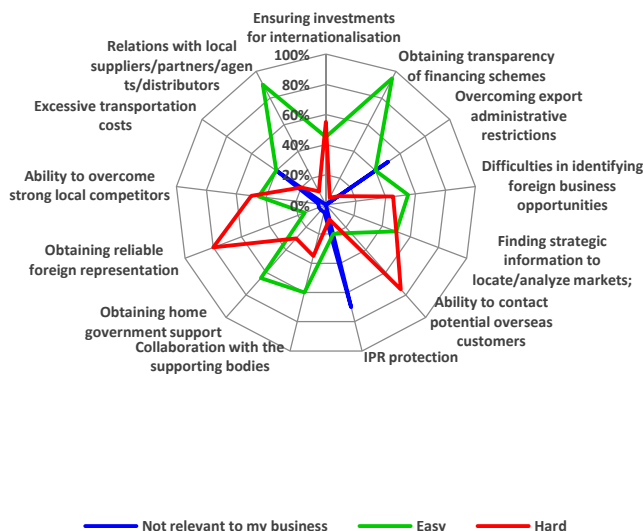 Ensuring investments
for internationalisation
100%
80%
60%
40%
20%
0%
Obtaining transparency
of financing schemes
Overcoming export
administrative
restrictions
Difficulties in identifying
foreign business
opportunities
Finding strategic
information to
locate/analyze markets;
Ability to contact
potential overseas
customers
IPR protection
Collaboration with the
supporting bodies
Obtaining home
government support
Obtaining reliable
foreign representation
Ability to overcome
strong local competitors
Excessive transportation
costs
Relations with local
suppliers/partners/agen
ts/distributors
Not relevant to my business
Easy
Hard